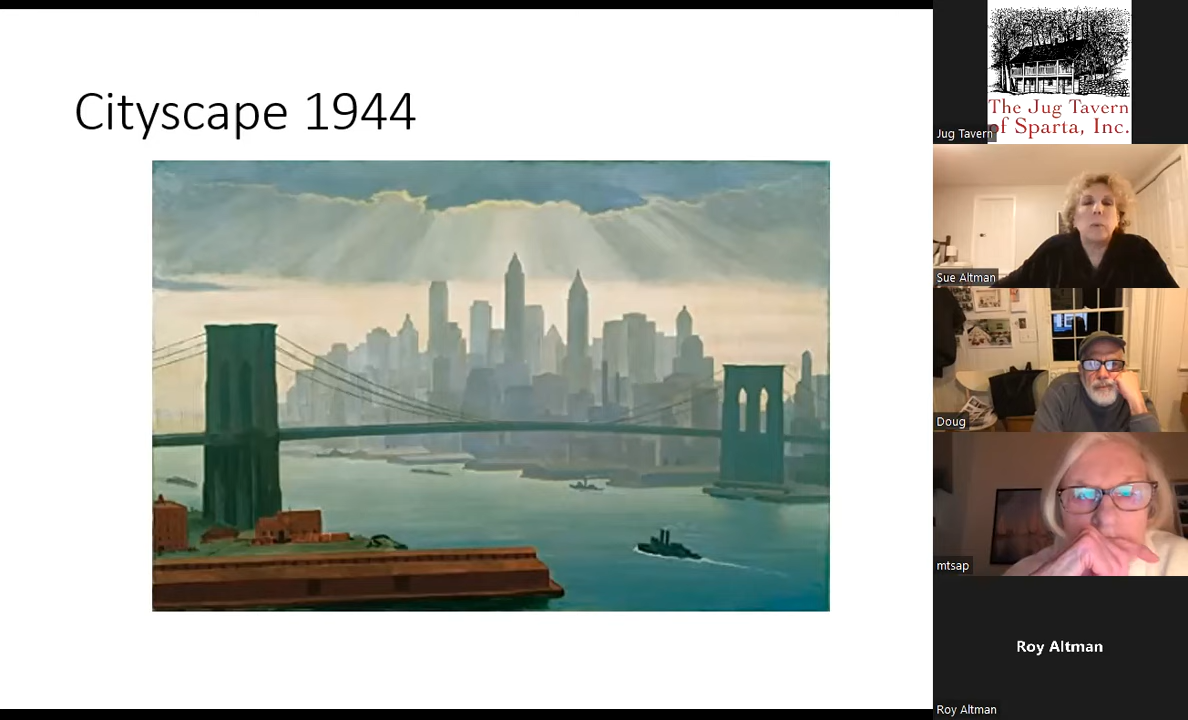 Cityscape 1944
The Jug Tavern
of Sparta, Inc.
Jug Tavern
Sue Altman
Doug
mtsap
Roy Altman
Roy Altman